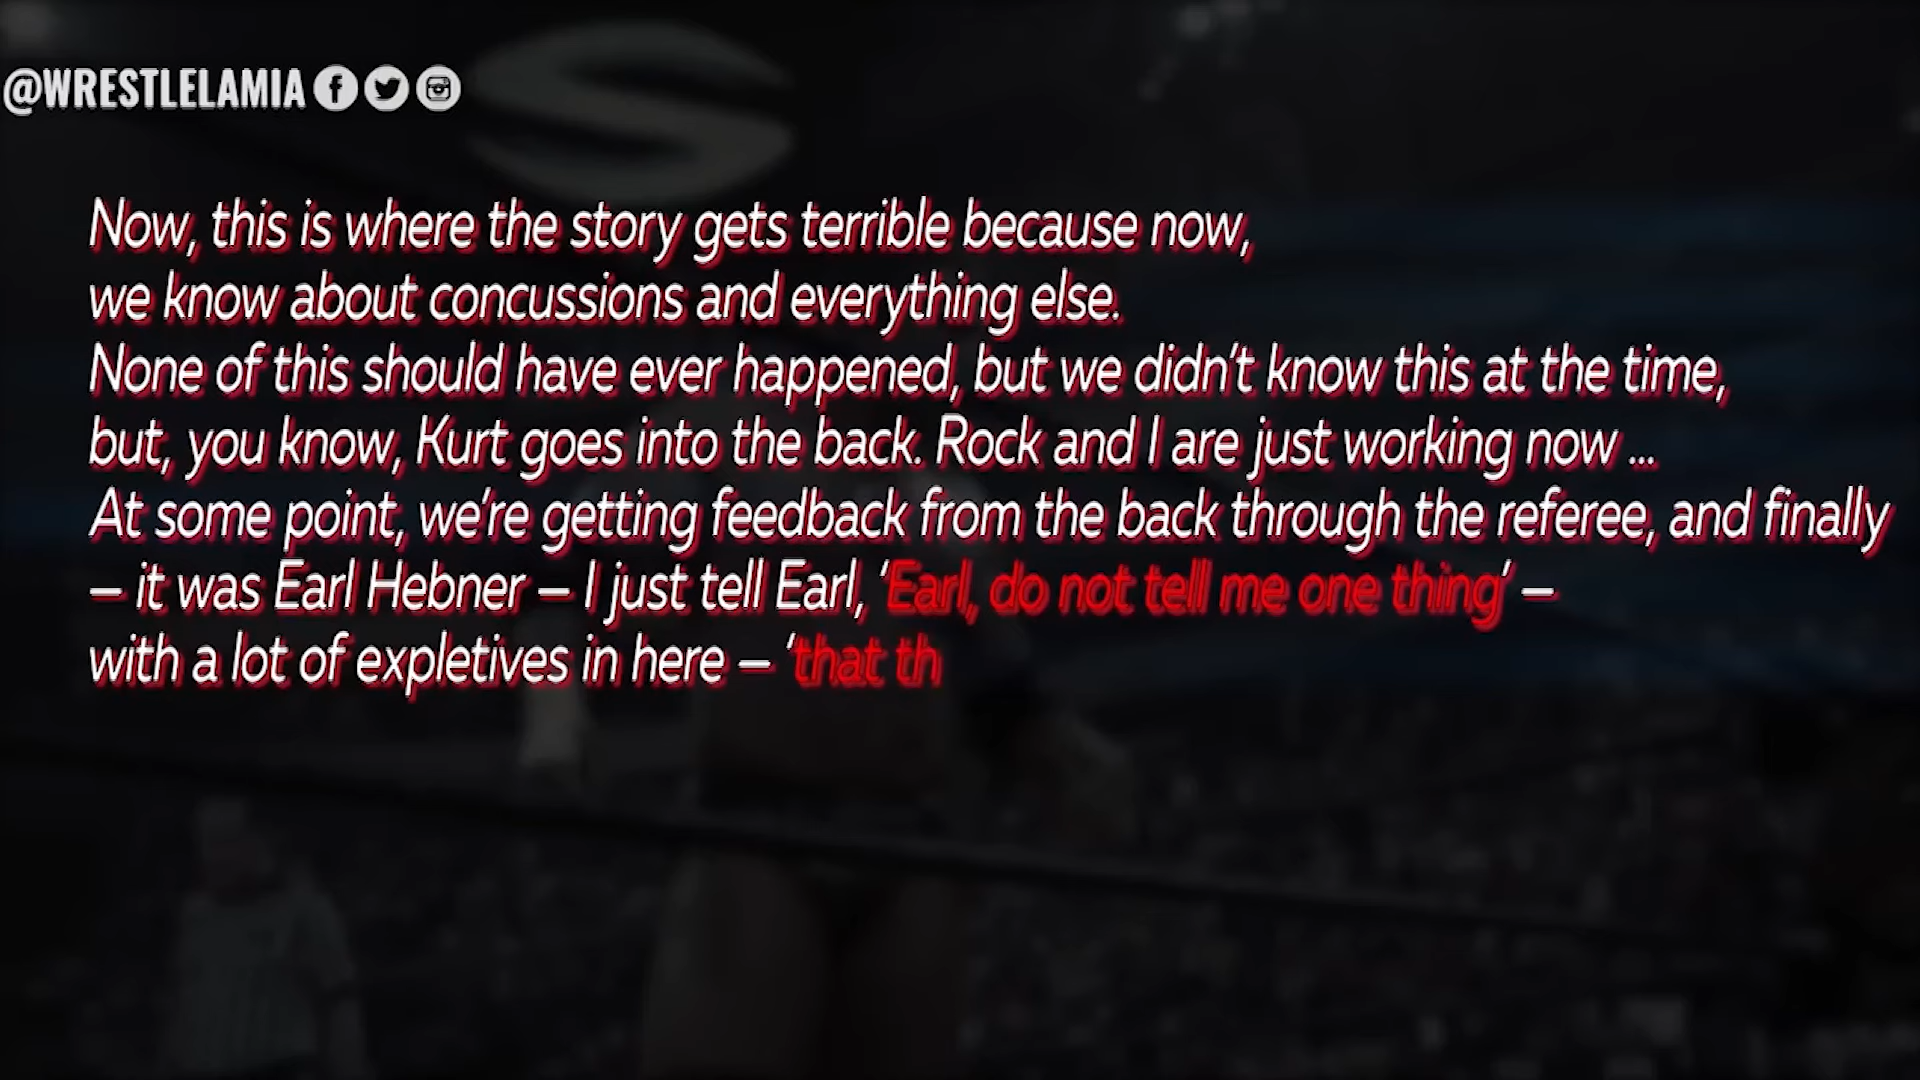 @WRESTLELAMIA
Now, this is where the story gets terrible because now,
we know about concussions and everything else.
None of this should have ever happened, but we didn't know this at the time,
but, you know, Kurt goes into the back. Rock and I are just working now ...
At some point, we're getting feedback from the back through the referee, and finally
– it was Earl Hebner – I just tell Earl, 'Earl, do not tell me one thing' –
with a lot of expletives in here – 'that th